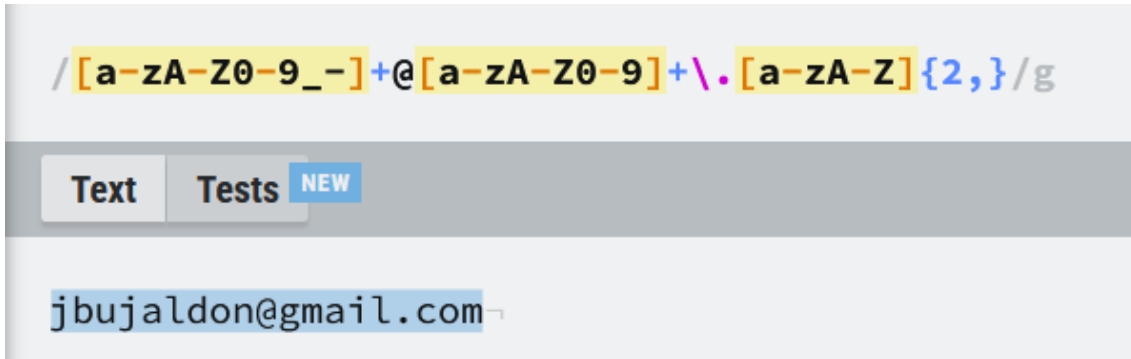 /[a-zA-Z0-9_-]+@[a-zA-Z0-9]+\.[a-zA-Z]{2,}/g
Text Tests NEW
jbujaldon@gmail.com¬